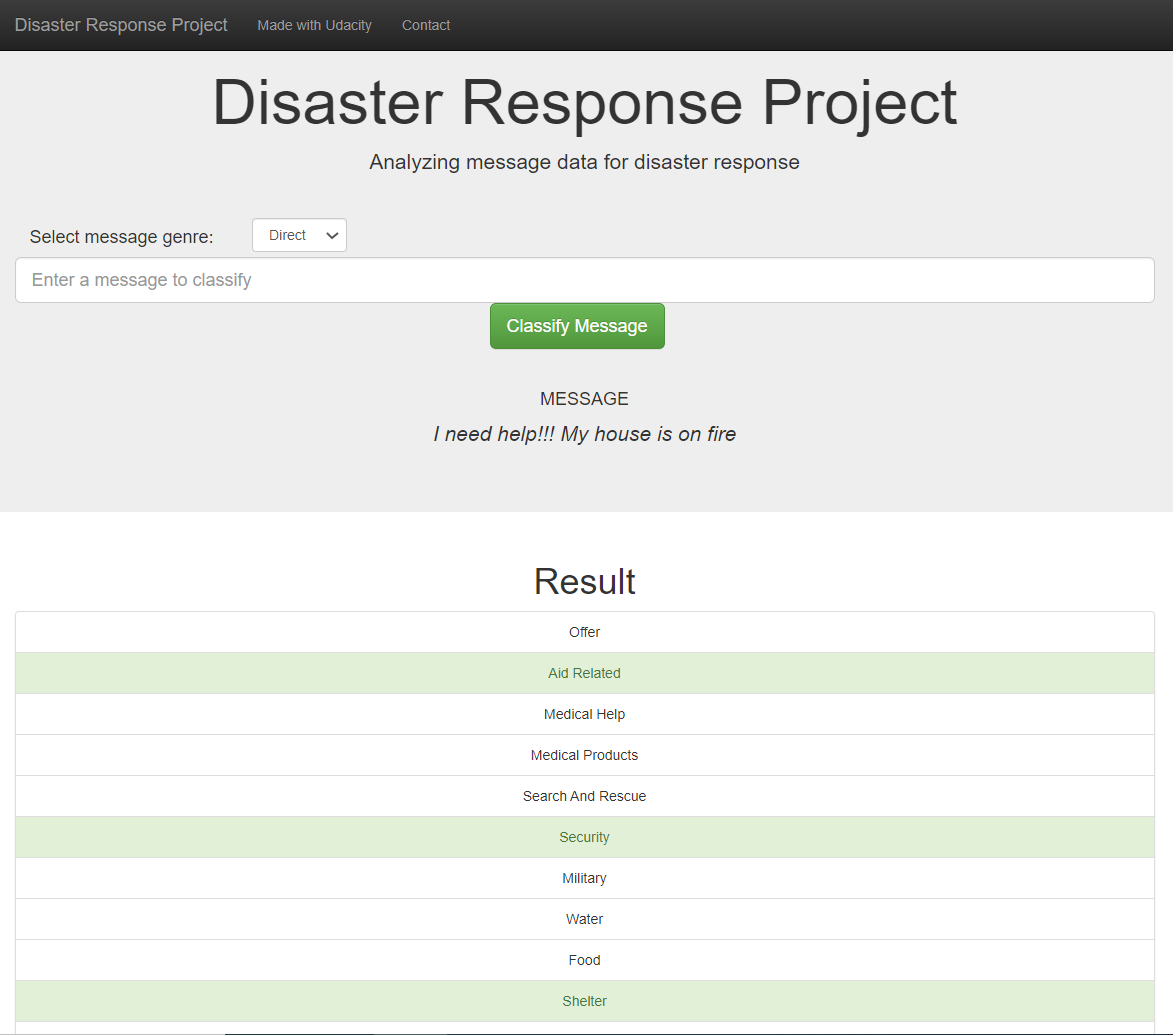 Disaster Response Project Made with Udacity Contact
Disaster Response Project
Analyzing message data for disaster response
Select message genre: Direct
Enter a message to classify
Classify Message
MESSAGE
I need help!!! My house is on fire
Result
Offer
Aid Related
Medical Help
Medical Products
Search And Rescue
Security
Military
Water
Food
Shelter